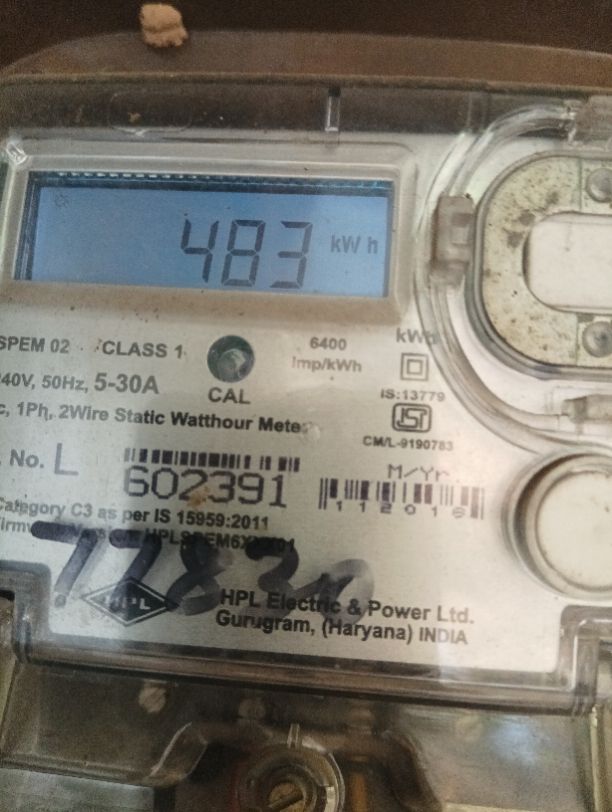 483 kWh
SPEM 02 CLASS 1
6400
Imp/kWh
kWh
240V, 50Hz, 5-30A
CAL
IS:13779
ISI
CM/L-9190783
1Ph, 2Wire Static Watthour Meter
No. L
602391
M/Yr.
112016
Category C3 as per IS 15959:2011
77830
HPL
HPL Electric & Power Ltd.
Gurugram, (Haryana) INDIA